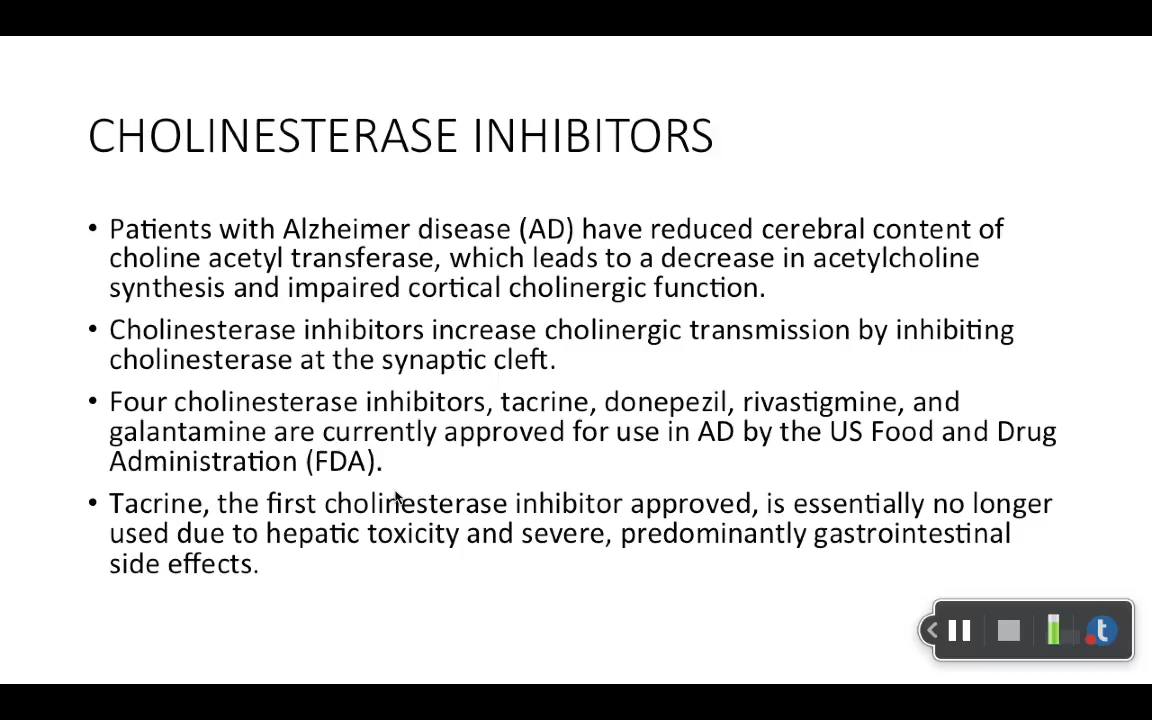 CHOLINESTERASE INHIBITORS
• Patients with Alzheimer disease (AD) have reduced cerebral content of
choline acetyl transferase, which leads to a decrease in acetylcholine
synthesis and impaired cortical cholinergic function.
• Cholinesterase inhibitors increase cholinergic transmission by inhibiting
cholinesterase at the synaptic cleft.
• Four cholinesterase inhibitors, tacrine, donepezil, rivastigmine, and
galantamine are currently approved for use in AD by the US Food and Drug
Administration (FDA).
• Tacrine, the first cholinesterase inhibitor approved, is essentially no longer
used due to hepatic toxicity and severe, predominantly gastrointestinal
side effects.
t